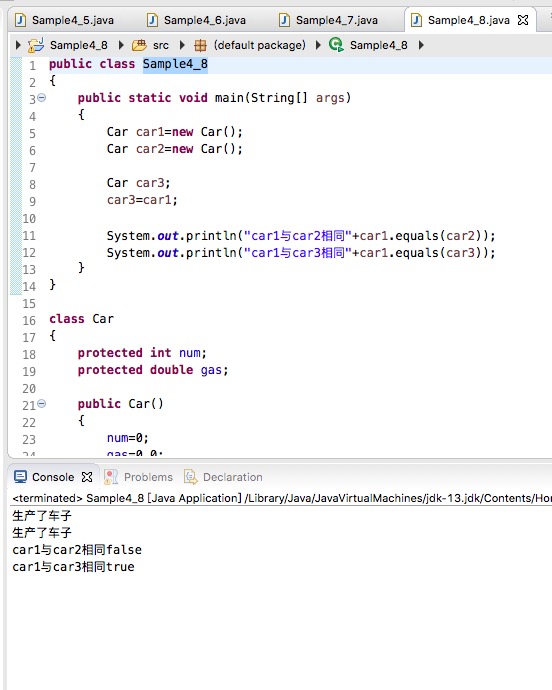 Sample4_5.java Sample4_6.java Sample4_7.java Sample4_8.java
Sample4_8 src (default package) Sample4_8
1 public class Sample4_8
2 {
3 public static void main(String[] args)
4 {
5 Car car1=new Car();
6 Car car2=new Car();
7
8 Car car3;
9 car3=car1;
10
11 System.out.println("car1与car2相同"+car1.equals(car2));
12 System.out.println("car1与car3相同"+car1.equals(car3));
13 }
14 }
15
16 class Car
17 {
18 protected int num;
19 protected double gas;
20
21 public Car()
22 {
23 num=0;
24 gas=0.0;
Console Problems Declaration
<terminated> Sample4_8 [Java Application] /Library/Java/JavaVirtualMachines/jdk-13.jdk/Contents/Ho
生产了车子
生产了车子
car1与car2相同false
car1与car3相同true